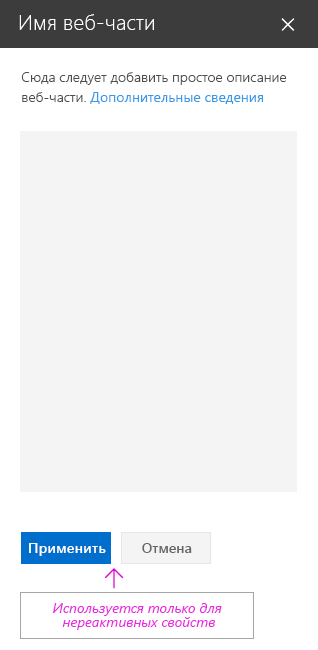 Имя веб-части
Сюда следует добавить простое описание
веб-части. Дополнительные сведения
Применить
Отмена
Используется только для
нереактивных свойств